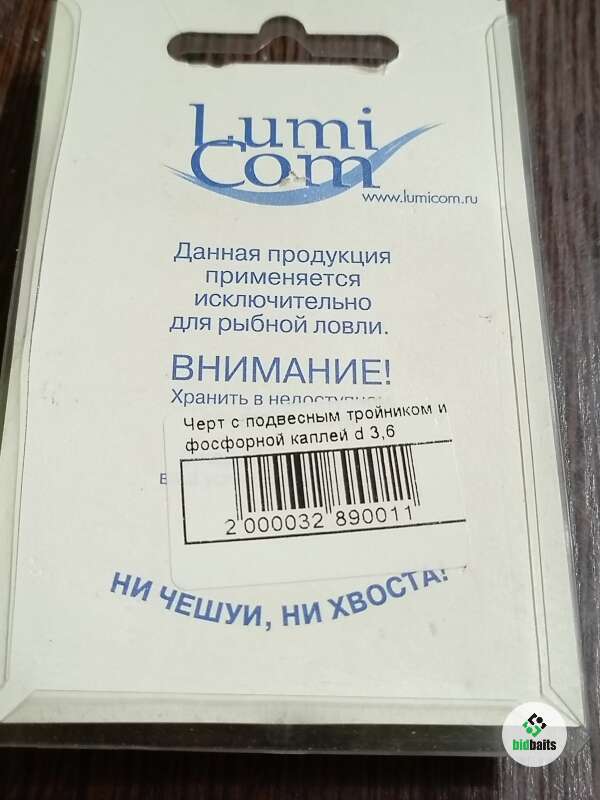 Lumi
Com
www.lumicom.ru
Данная продукция
применяется
исключительно
для рыбной ловли.
ВНИМАНИЕ!
Хранить в
Черт с подвесным тройником и
фосфорной каплей d 3,6
2 000032 890011
НИ ЧЕШУИ, НИ ХВОСТА!
bidbaits